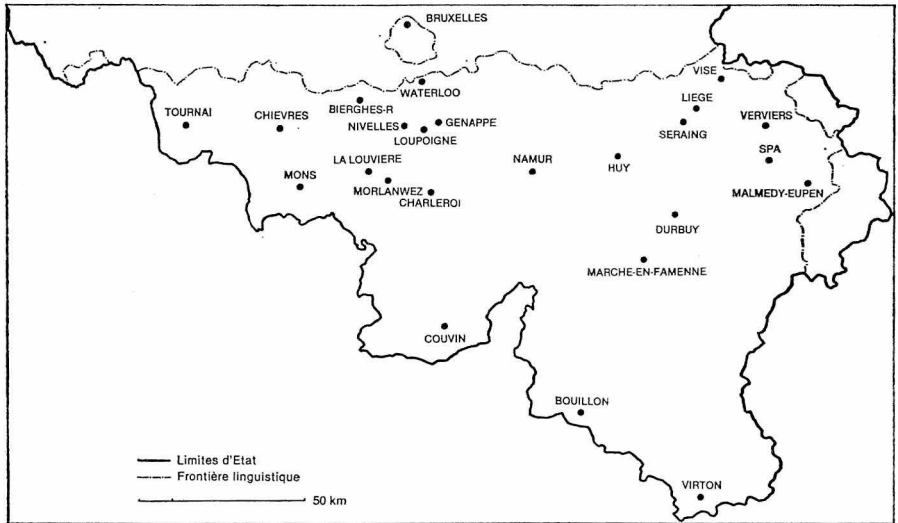 BRUXELLES
VISE
WATERLOO
BIERGHES-R
LIEGE
TOURNAI
CHIEVRES
NIVELLES
GENAPPE
SERAING
VERVIERS
LOUPOIGNE
LA LOUVIERE
NAMUR
HUY
SPA
MONS
MORLANWEZ
CHARLEROI
MALMEDY-EUPEN
DURBUY
MARCHE-EN-FAMENNE
COUVIN
BOUILLON
Limites d'Etat
Frontière linguistique
50 km
VIRTON